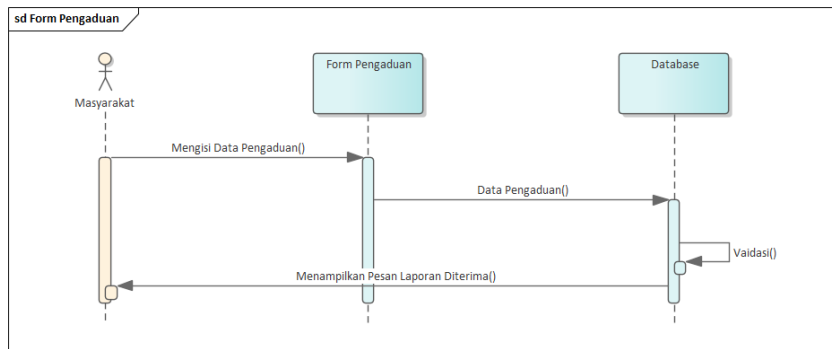 sd Form Pengaduan
Form Pengaduan
Database
Masyarakat
Mengisi Data Pengaduan()
Data Pengaduan()
Vaidasi()
Menampilkan Pesan Laporan Diterima()